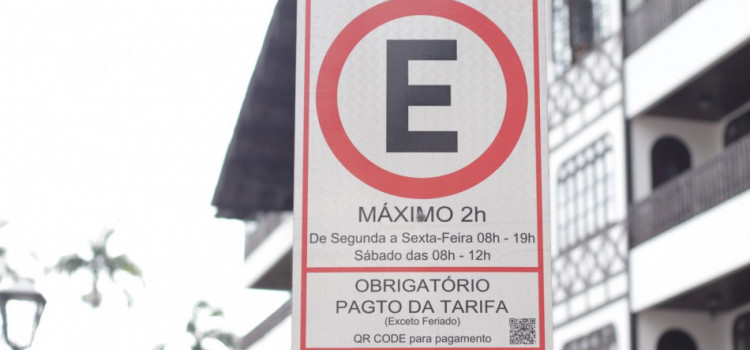 E
MÁXIMO 2h
De Segunda a Sexta-Feira 08h - 19h
Sábado das 08h - 12h
OBRIGATÓRIO
PAGTO DA TARIFA
(Exceto Feriado)
QR CODE para pagamento